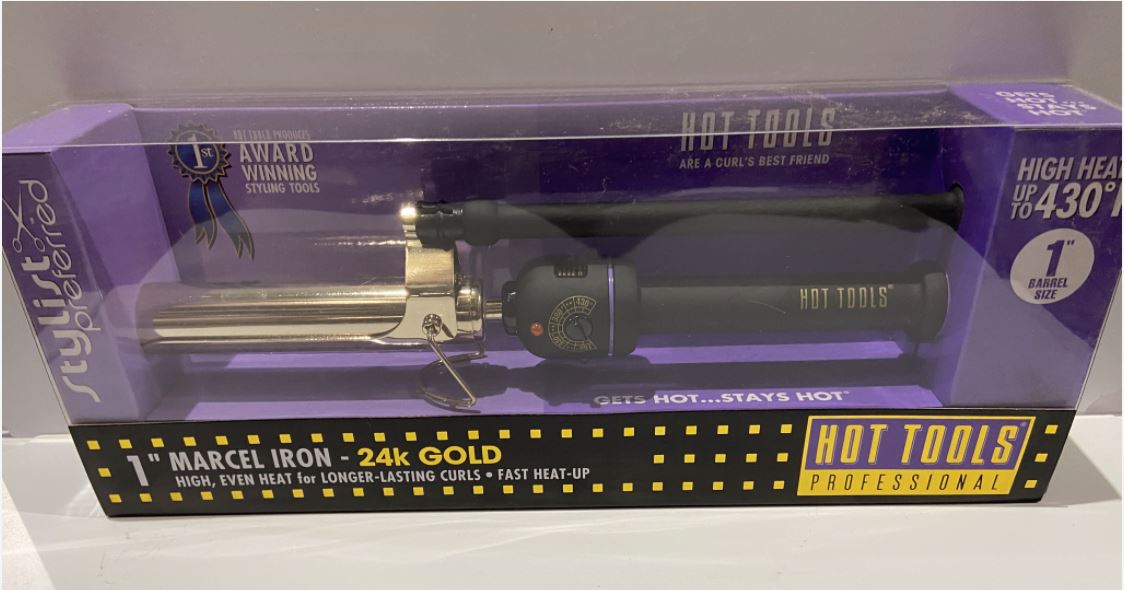 GETS
HOT...
STAYS
HOT
1st
HOT TOOLS PRODUCES
AWARD
WINNING
STYLING TOOLS
HOT TOOLS
ARE A CURL'S BEST FRIEND
stylist
preferred
HIGH HEAT
UP
TO 430°F
1"
BARREL
SIZE
HOT TOOLS®
430
GETS HOT...STAYS HOT®
1" MARCEL IRON - 24k GOLD
HIGH, EVEN HEAT for LONGER-LASTING CURLS • FAST HEAT-UP
HOT TOOLS®
PROFESSIONAL